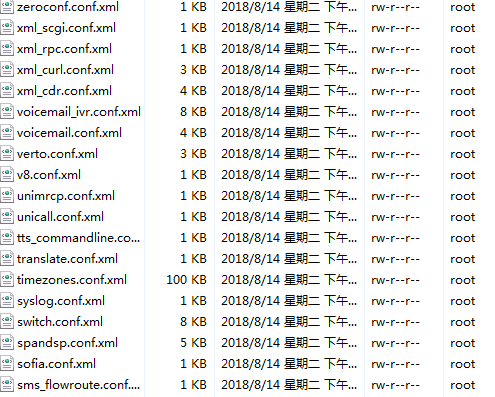 zeroconf.conf.xml 1 KB 2018/8/14 星期二 下午... rw-r--r-- root
xml_scgi.conf.xml 1 KB 2018/8/14 星期二 下午... rw-r--r-- root
xml_rpc.conf.xml 1 KB 2018/8/14 星期二 下午... rw-r--r-- root
xml_curl.conf.xml 3 KB 2018/8/14 星期二 下午... rw-r--r-- root
xml_cdr.conf.xml 4 KB 2018/8/14 星期二 下午... rw-r--r-- root
voicemail_ivr.conf.xml 8 KB 2018/8/14 星期二 下午... rw-r--r-- root
voicemail.conf.xml 4 KB 2018/8/14 星期二 下午... rw-r--r-- root
verto.conf.xml 3 KB 2018/8/14 星期二 下午... rw-r--r-- root
v8.conf.xml 1 KB 2018/8/14 星期二 下午... rw-r--r-- root
unimrcp.conf.xml 1 KB 2018/8/14 星期二 下午... rw-r--r-- root
unicall.conf.xml 1 KB 2018/8/14 星期二 下午... rw-r--r-- root
tts_commandline.co... 1 KB 2018/8/14 星期二 下午... rw-r--r-- root
translate.conf.xml 1 KB 2018/8/14 星期二 下午... rw-r--r-- root
timezones.conf.xml 100 KB 2018/8/14 星期二 下午... rw-r--r-- root
syslog.conf.xml 1 KB 2018/8/14 星期二 下午... rw-r--r-- root
switch.conf.xml 8 KB 2018/8/14 星期二 下午... rw-r--r-- root
spandsp.conf.xml 5 KB 2018/8/14 星期二 下午... rw-r--r-- root
sofia.conf.xml 1 KB 2018/8/14 星期二 下午... rw-r--r-- root
sms_flowroute.conf.... 1 KB 2018/8/14 星期二 下午... rw-r--r-- root